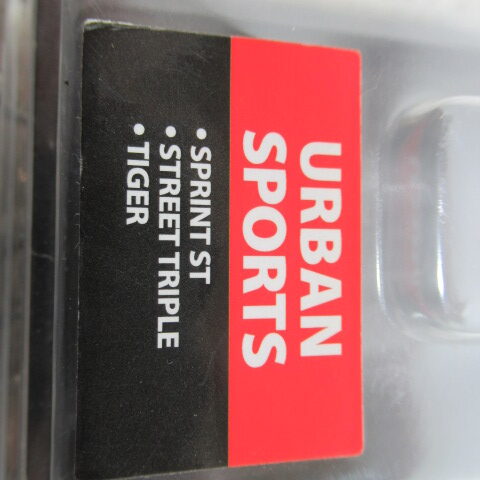 URBAN
SPORTS
• SPRINT ST
• STREET TRIPLE
• TIGER